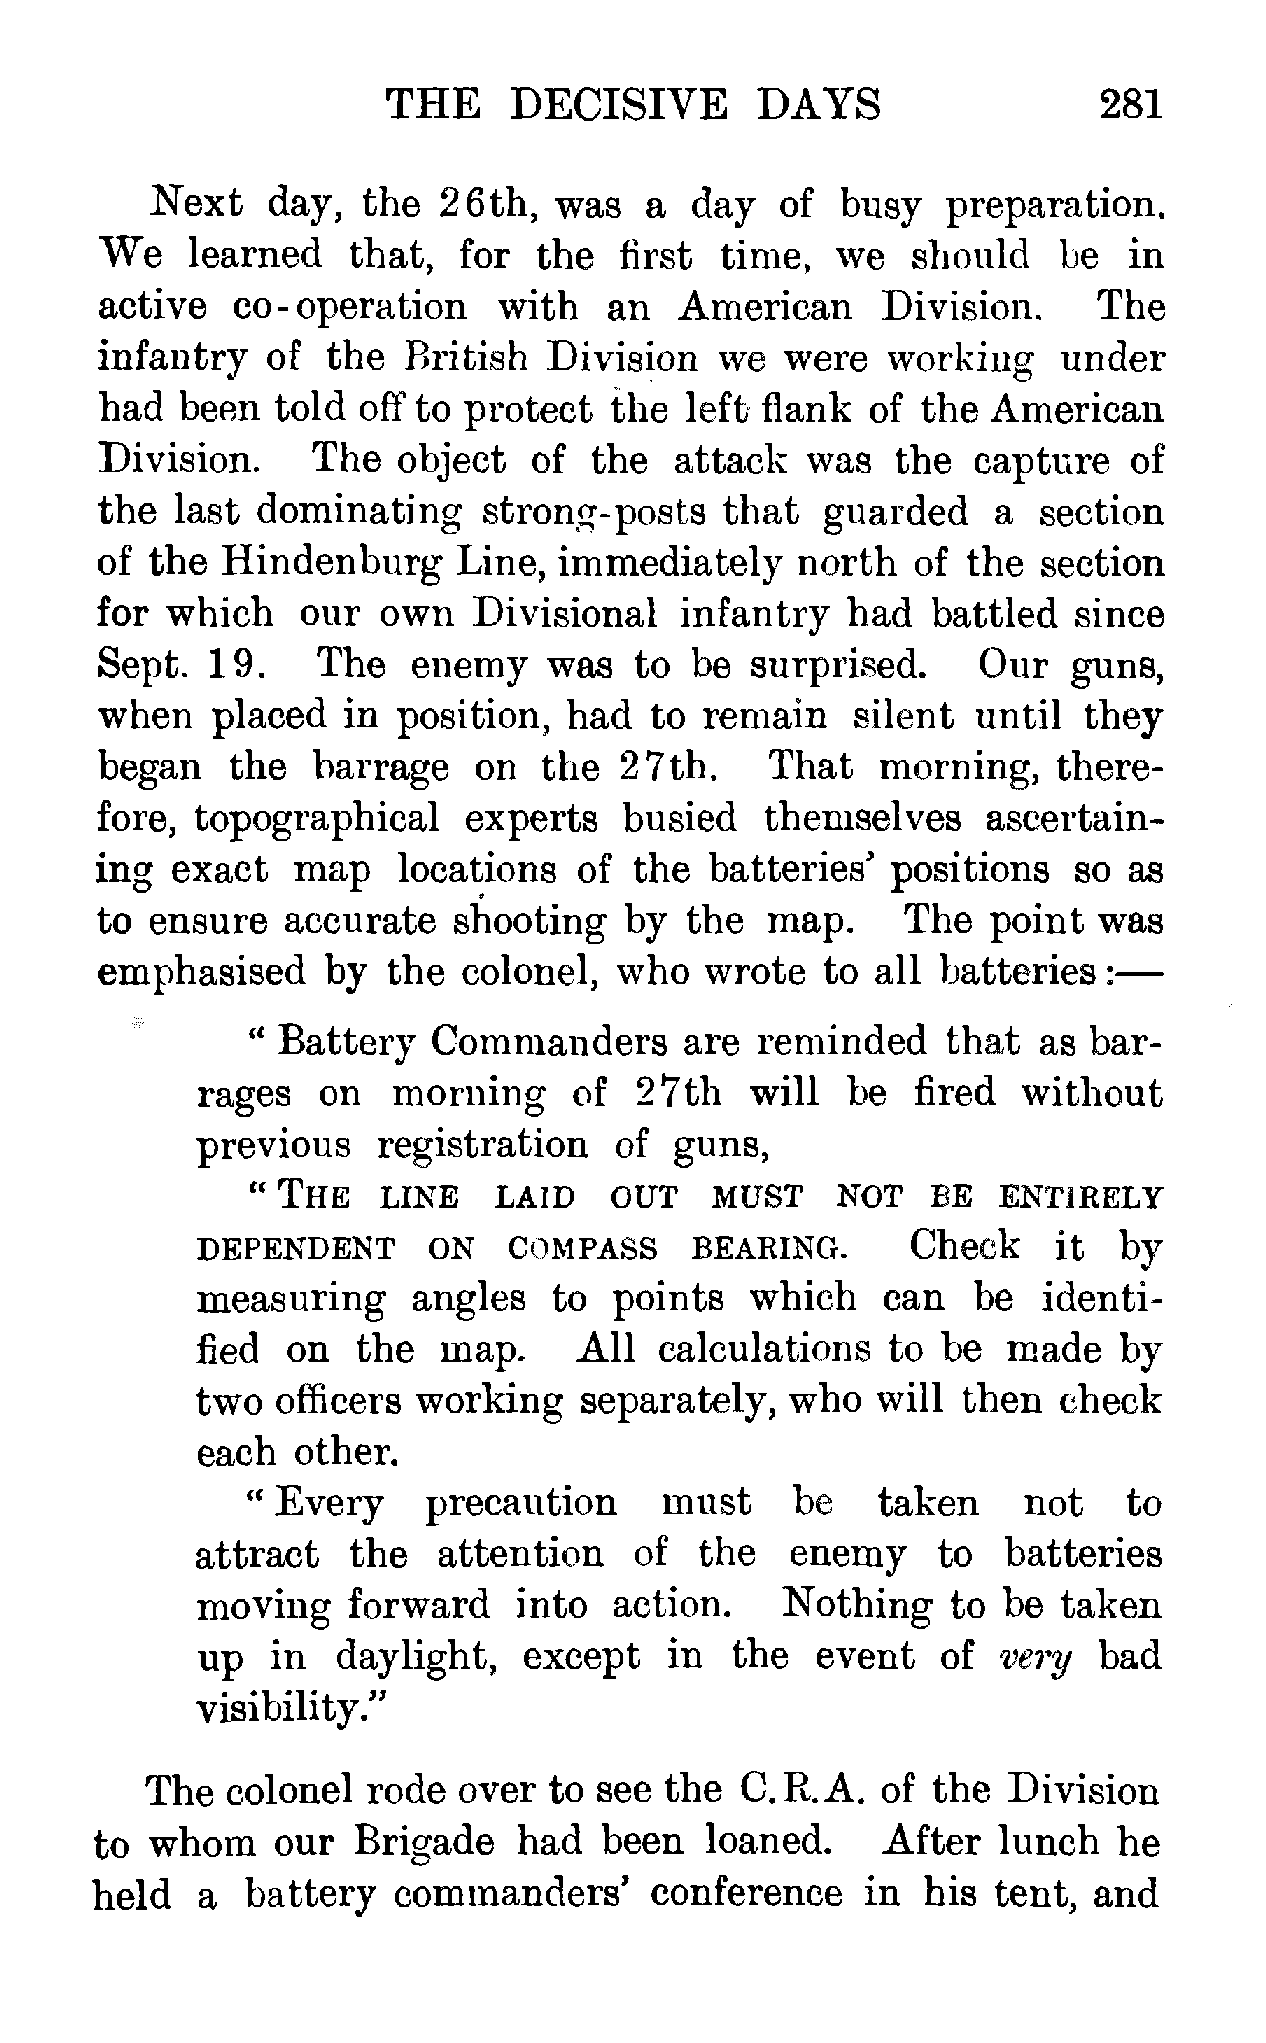 THE DECISIVE DAYS 281
Next day, the 26th, was a day of busy preparation.
We learned that, for the first time, we should be in
active co-operation with an American Division. The
infantry of the British Division we were working under
had been told off to protect the left flank of the American
Division. The object of the attack was the capture of
the last dominating strong-posts that guarded a section
of the Hindenburg Line, immediately north of the section
for which our own Divisional infantry had battled since
Sept. 19. The enemy was to be surprised. Our guns,
when placed in position, had to remain silent until they
began the barrage on the 27th. That morning, there-
fore, topographical experts busied themselves ascertain-
ing exact map locations of the batteries' positions so as
to ensure accurate shooting by the map. The point was
emphasised by the colonel, who wrote to all batteries:—
"Battery Commanders are reminded that as bar-
rages on morning of 27th will be fired without
previous registration of guns,
"THE LINE LAID OUT MUST NOT BE ENTIRELY
DEPENDENT ON COMPASS BEARING. Check it by
measuring angles to points which can be identi-
fied on the map. All calculations to be made by
two officers working separately, who will then check
each other.
"Every precaution must be taken not to
attract the attention of the enemy to batteries
moving forward into action. Nothing to be taken
up in daylight, except in the event of very bad
visibility."
The colonel rode over to see the C.R.A. of the Division
to whom our Brigade had been loaned. After lunch he
held a battery commanders' conference in his tent, and